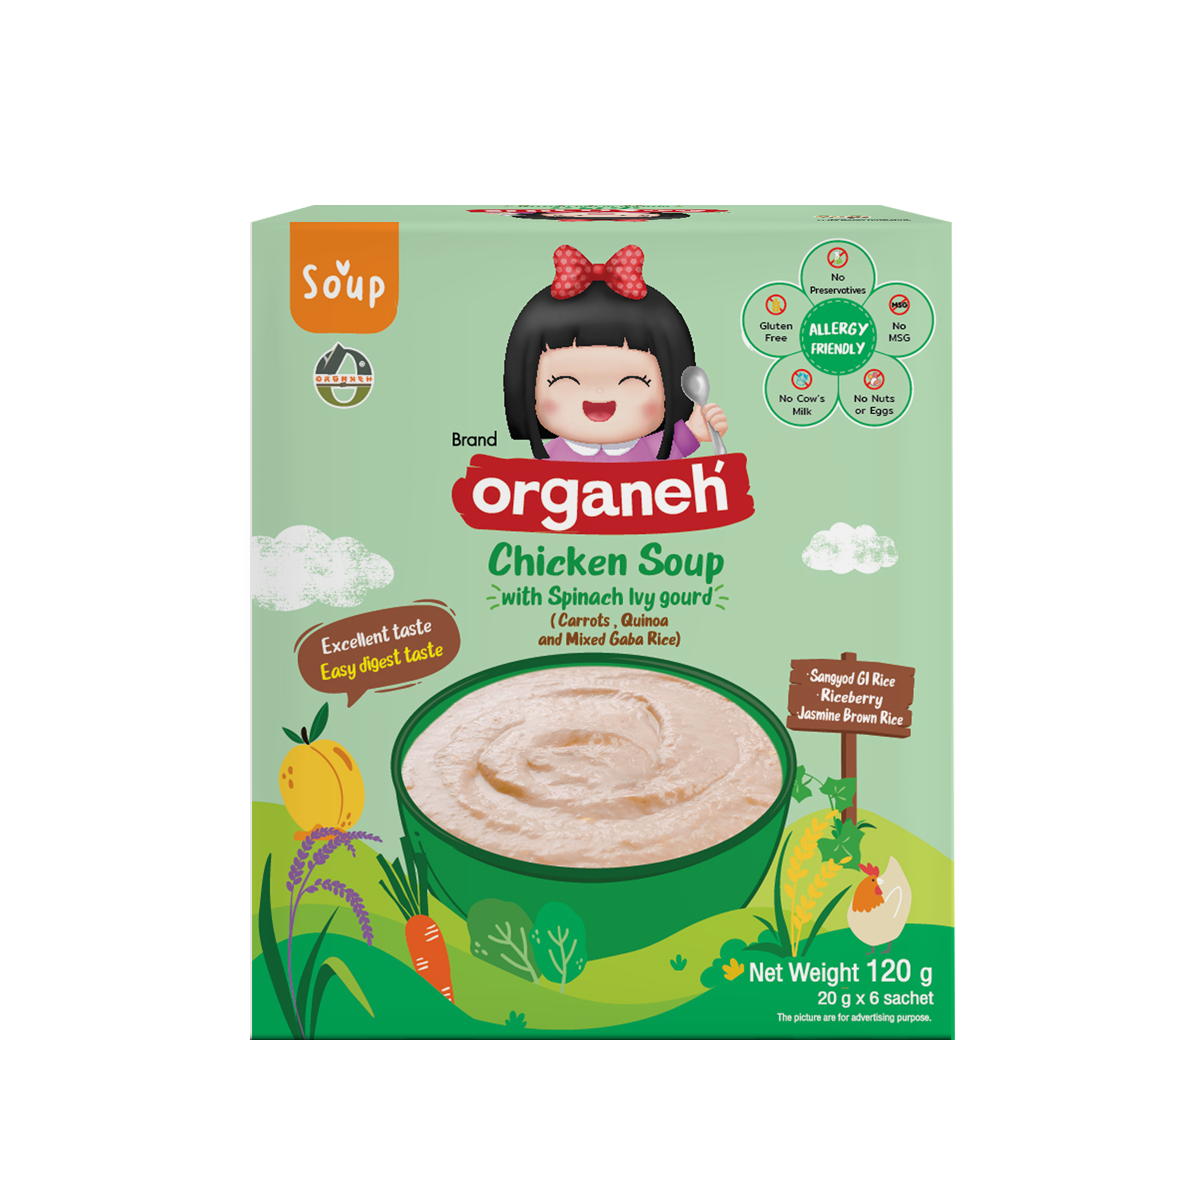 Soup
ORGANEH
No
Preservatives
Gluten
Free
ALLERGY
FRIENDLY
MSG
No
MSG
No Cow's
Milk
No Nuts
or Eggs
Brand
organeh
Chicken Soup
with Spinach Ivy gourd
( Carrots , Quinoa
and Mixed Gaba Rice)
Excellent taste
Easy digest taste
·Sangyod GI Rice
·Riceberry
·Jasmine Brown Rice
Net Weight 120 g
20 g x 6 sachet
The picture are for advertising purpose.